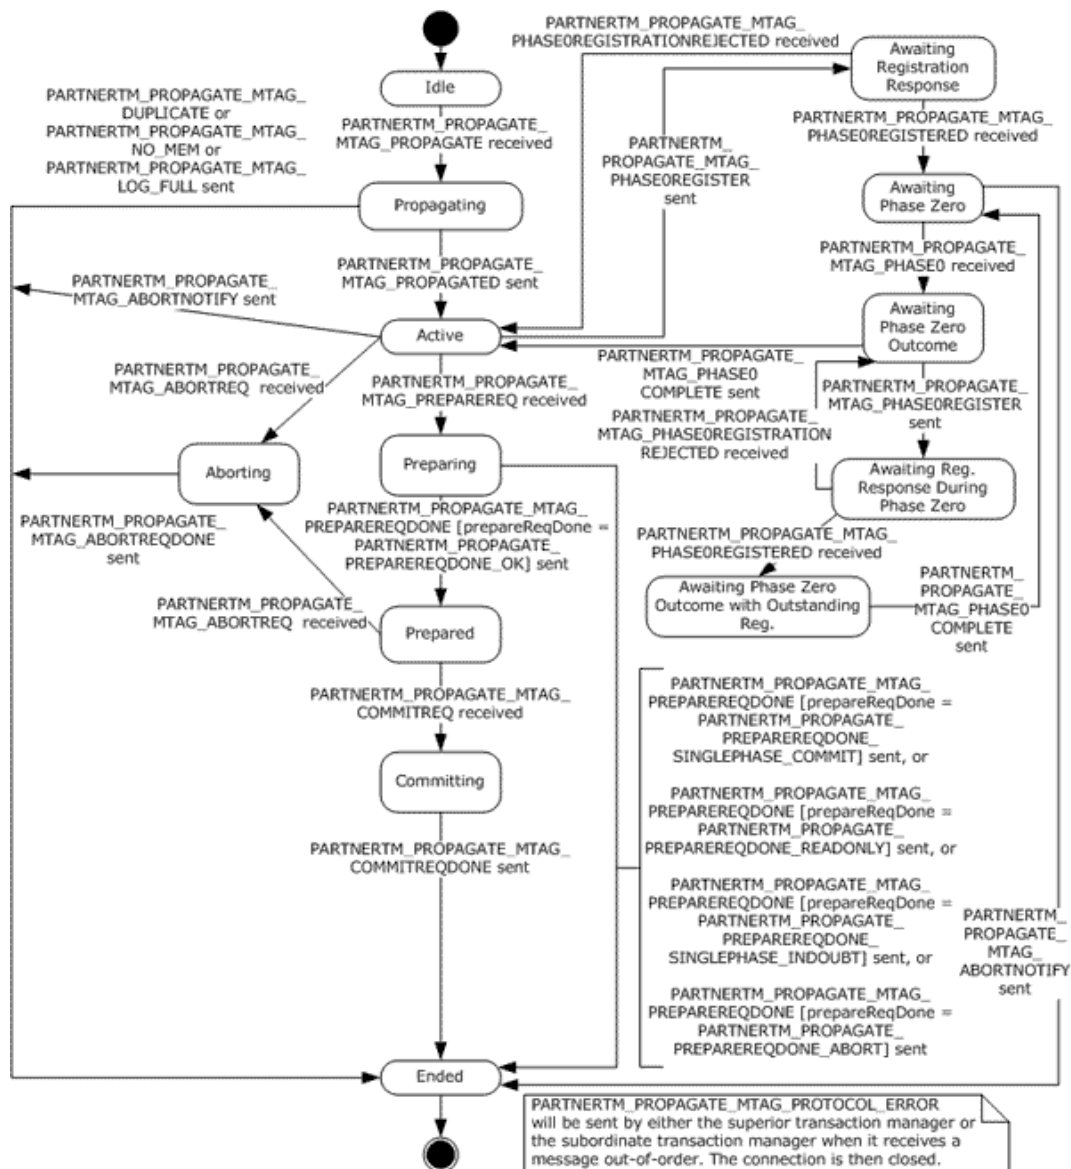 PARTNERTM_PROPAGATE_MTAG_
PHASE0REGISTRATIONREJECTED received
Awaiting
Registration
Response
Idle
PARTNERTM_PROPAGATE_MTAG_
DUPLICATE or
PARTNERTM_PROPAGATE_MTAG_
NO_MEM or
PARTNERTM_PROPAGATE_MTAG_
LOG_FULL sent
PARTNERTM_PROPAGATE_
MTAG_PROPAGATE received
PARTNERTM_
PROPAGATE_MTAG_
PHASE0REGISTER
sent
PARTNERTM_PROPAGATE_MTAG_
PHASE0REGISTERED received
Propagating
Awaiting
Phase Zero
PARTNERTM_PROPAGATE_
MTAG_PROPAGATED sent
PARTNERTM_PROPAGATE_
MTAG_PHASE0 received
PARTNERTM_PROPAGATE_
MTAG_ABORTNOTIFY sent
Active
Awaiting
Phase Zero
Outcome
PARTNERTM_PROPAGATE_
MTAG_ABORTREQ received
PARTNERTM_PROPAGATE_
MTAG_PREPAREREQ received
PARTNERTM_PROPAGATE_
MTAG_PHASE0
COMPLETE sent
PARTNERTM_PROPAGATE_
MTAG_PHASE0REGISTER
sent
PARTNERTM_PROPAGATE_
MTAG_PHASE0REGISTRATION
REJECTED received
Aborting
Preparing
Awaiting Reg.
Response During
Phase Zero
PARTNERTM_PROPAGATE_
MTAG_ABORTREQDONE
sent
PARTNERTM_PROPAGATE_MTAG_
PREPAREREQDONE [prepareReqDone =
PARTNERTM_PROPAGATE_
PREPAREREQDONE_OK] sent
PARTNERTM_PROPAGATE_MTAG_
PHASE0REGISTERED received
Awaiting Phase Zero
Outcome with Outstanding
Reg.
PARTNERTM_
PROPAGATE_
MTAG_PHASE0
COMPLETE
sent
PARTNERTM_PROPAGATE_
MTAG_ABORTREQ received
Prepared
PARTNERTM_PROPAGATE_MTAG_
COMMITREQ received
Committing
PARTNERTM_PROPAGATE_MTAG_
COMMITREQDONE sent
PARTNERTM_PROPAGATE_MTAG_
PREPAREREQDONE [prepareReqDone =
PARTNERTM_PROPAGATE_
PREPAREREQDONE_
SINGLEPHASE_COMMIT] sent, or
PARTNERTM_PROPAGATE_MTAG_
PREPAREREQDONE [prepareReqDone =
PARTNERTM_PROPAGATE_
PREPAREREQDONE_READONLY] sent, or
PARTNERTM_PROPAGATE_MTAG_
PREPAREREQDONE [prepareReqDone =
PARTNERTM_PROPAGATE_
PREPAREREQDONE_
SINGLEPHASE_INDOUBT] sent, or
PARTNERTM_PROPAGATE_MTAG_
PREPAREREQDONE [prepareReqDone =
PARTNERTM_PROPAGATE_
PREPAREREQDONE_ABORT] sent
PARTNERTM_
PROPAGATE_
MTAG_
ABORTNOTIFY
sent
Ended
PARTNERTM_PROPAGATE_MTAG_PROTOCOL_ERROR
will be sent by either the superior transaction manager or
the subordinate transaction manager when it receives a
message out-of-order. The connection is then closed.